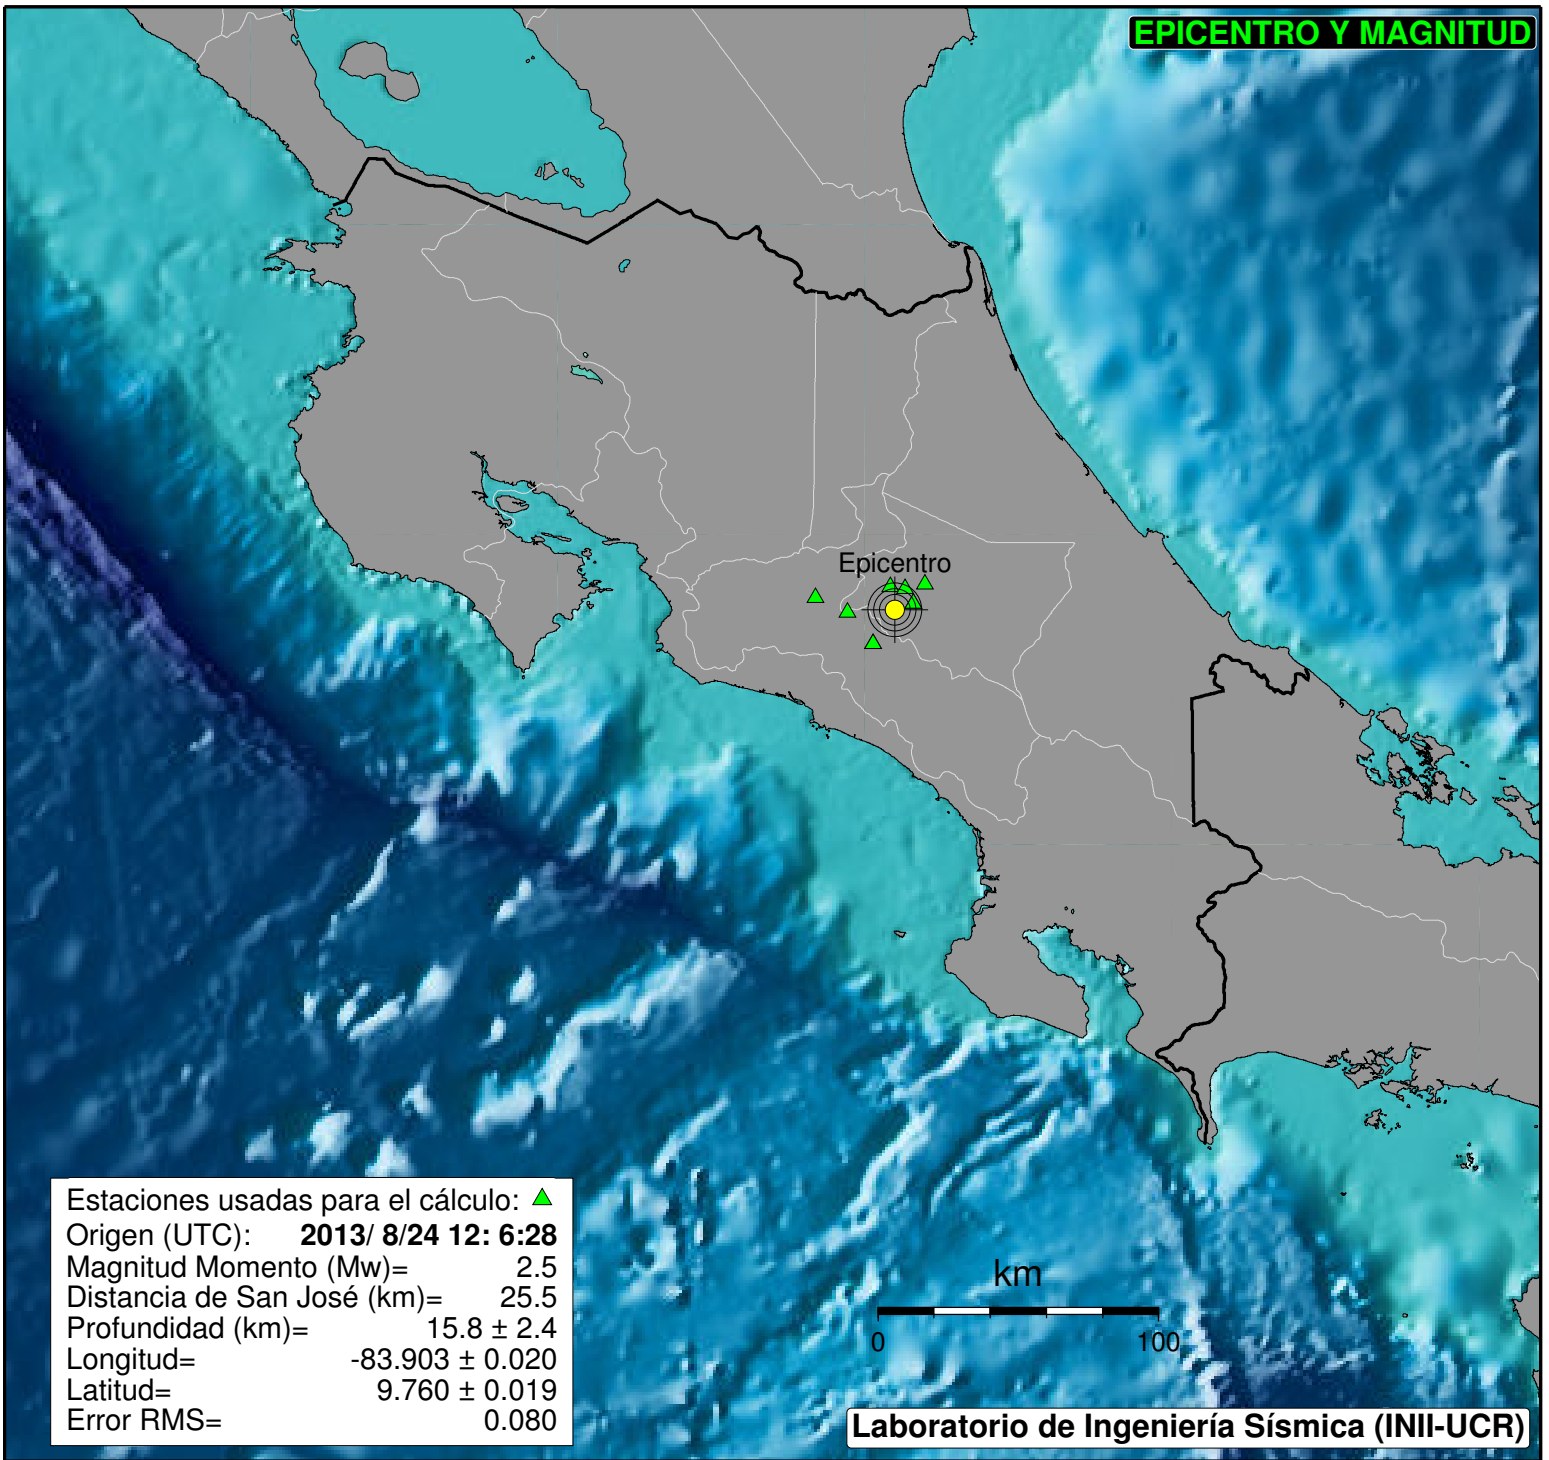 EPICENTRO Y MAGNITUD
Epicentro
Estaciones usadas para el cálculo:
Origen (UTC): 2013/ 8/24 12: 6:28
Magnitud Momento (Mw)= 2.5
Distancia de San José (km)= 25.5
Profundidad (km)= 15.8 ± 2.4
Longitud= -83.903 ± 0.020
Latitud= 9.760 ± 0.019
Error RMS= 0.080
km
0 100
Laboratorio de Ingeniería Sísmica (INII-UCR)